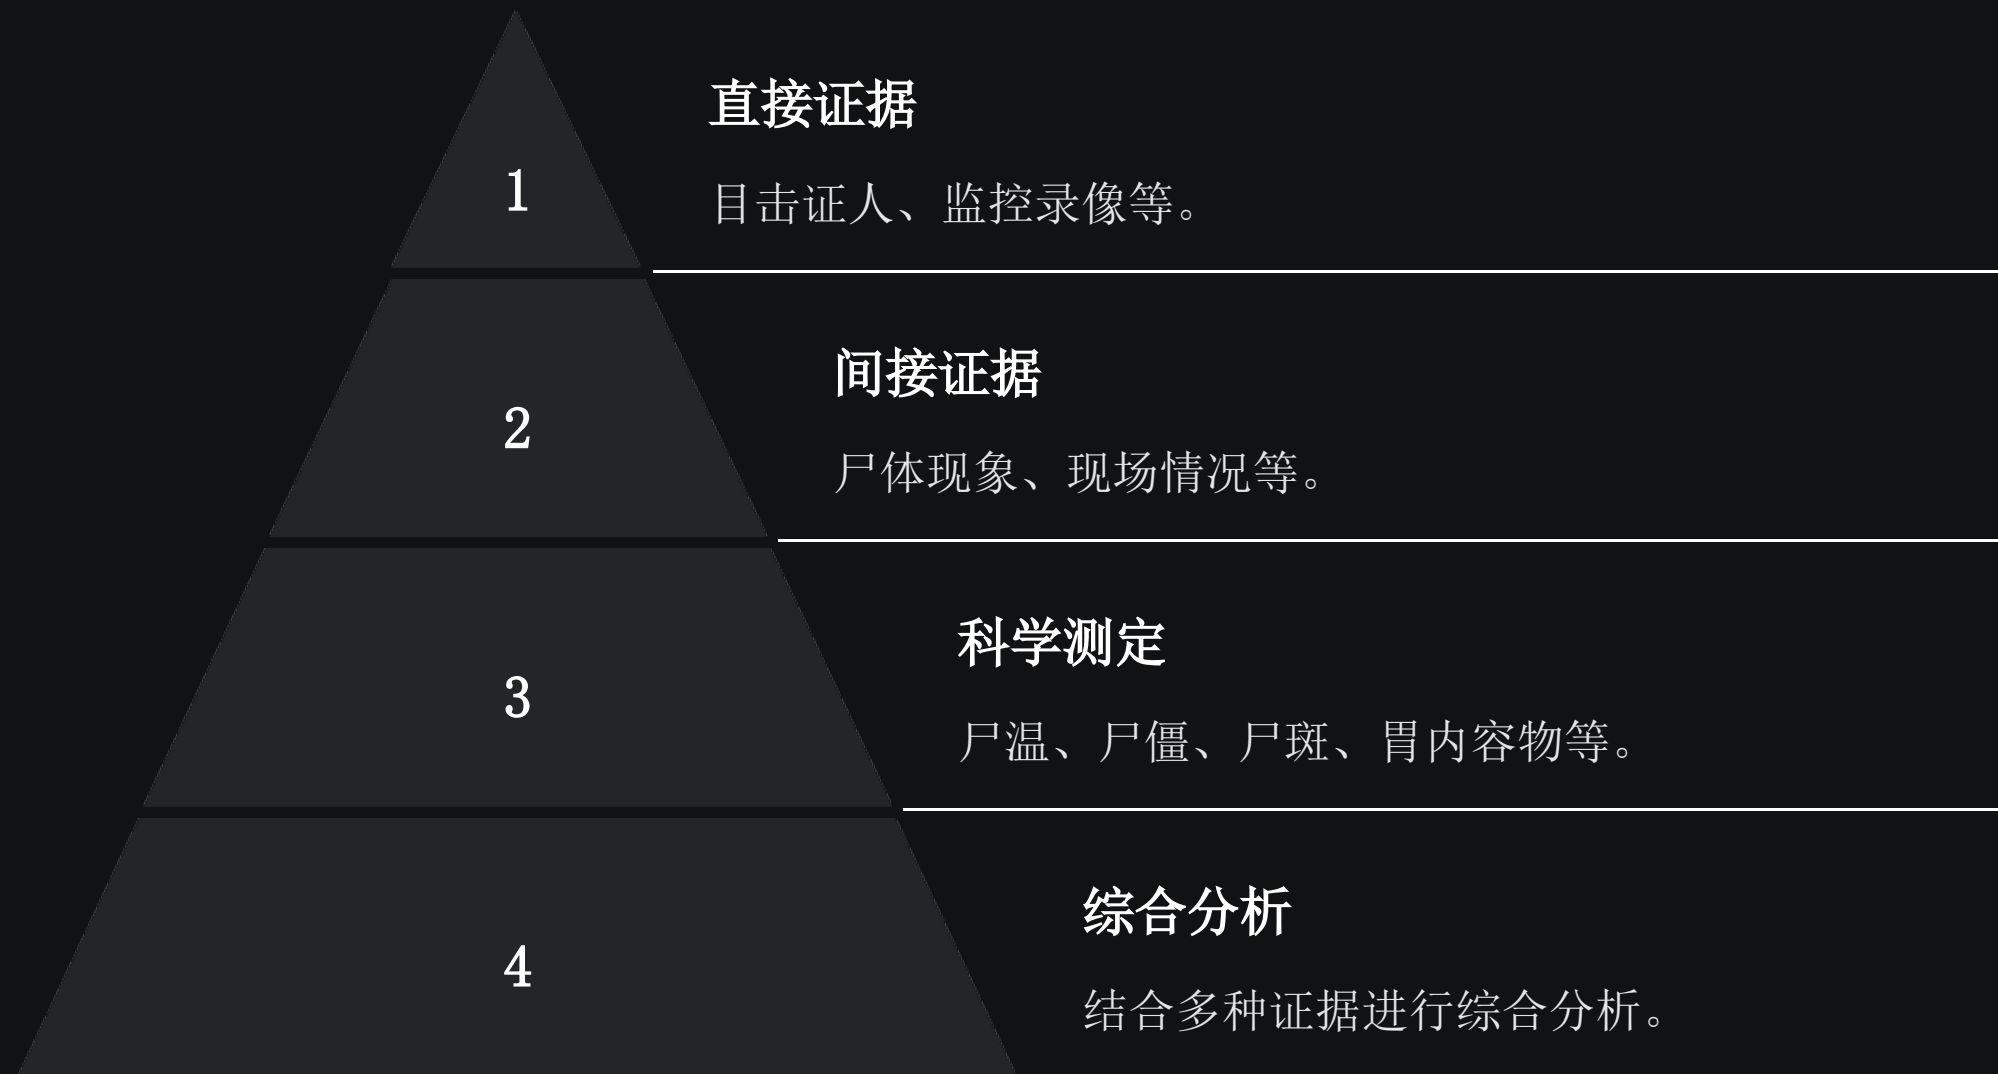 1
直接证据
目击证人、监控录像等。
2
间接证据
尸体现象、现场情况等。
3
科学测定
尸温、尸僵、尸斑、胃内容物等。
4
综合分析
结合多种证据进行综合分析。